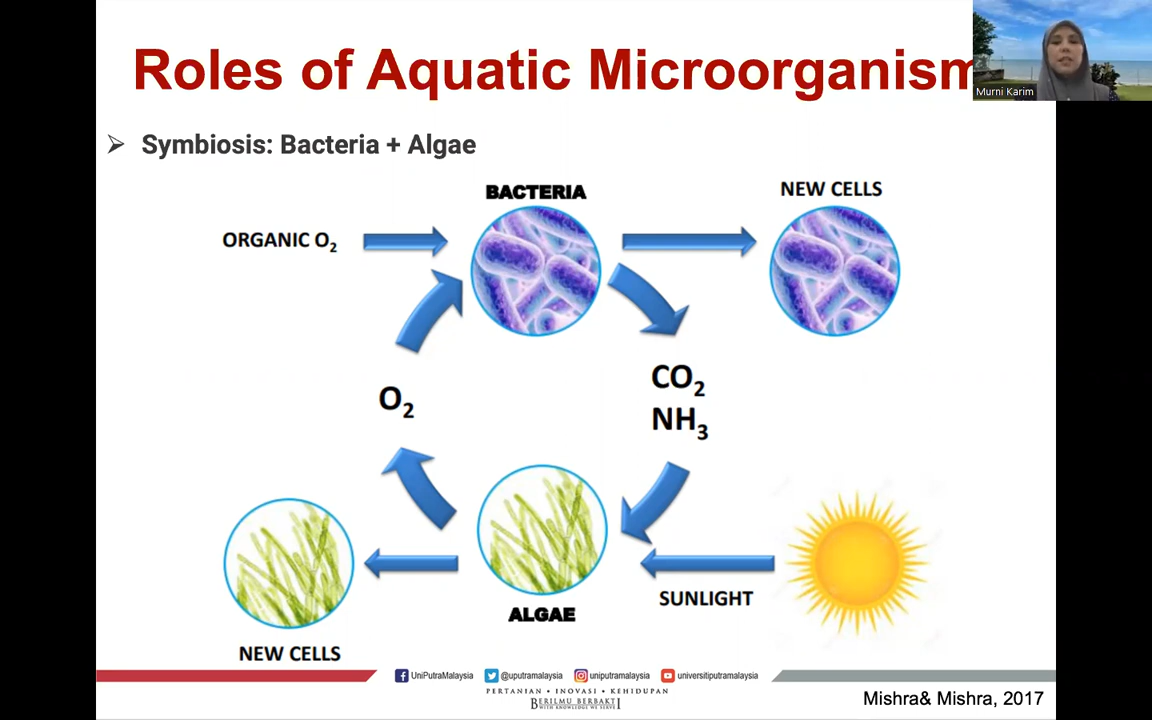 Roles of Aquatic Microorganism
Murni Karim
➢ Symbiosis: Bacteria + Algae
BACTERIA
NEW CELLS
ORGANIC O₂
CO₂
O₂
NH₃
SUNLIGHT
ALGAE
NEW CELLS
UniPutraMalaysia @uputramalaysia uniputramalaysia universitiputramalaysia
PERTANIAN • INOVASI • KEHIDUPAN
BERILMU BERBAKTI
WITH KNOWLEDGE WE SERVE
Mishra& Mishra, 2017